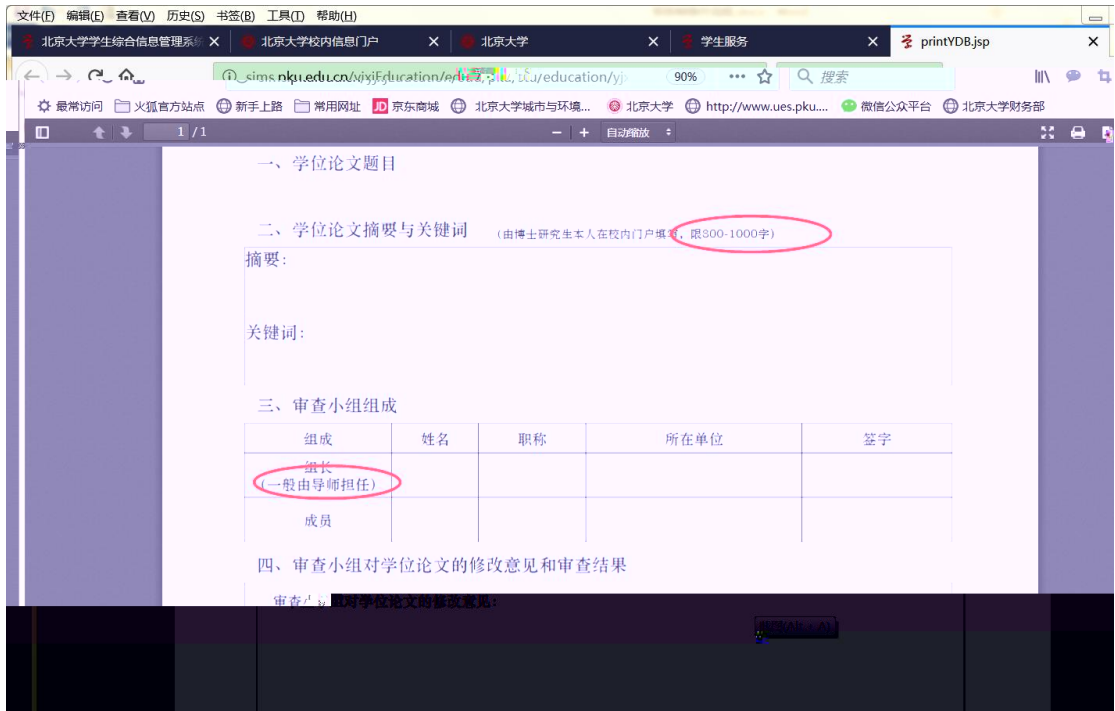 文件(F) 编辑(E) 查看(V) 历史(S) 书签(B) 工具(T) 帮助(H)
北京大学学生综合信息管理系统 北京大学校内信息门户 北京大学 学生服务 printYDB.jsp
sims.pku.edu.cn 90% 搜索
最常访问 火狐官方站点 新手上路 常用网址 JD 京东商城 北京大学城市与环境... 北京大学 http://www.ues.pku.... 微信公众平台 北京大学财务部
1 / 1 — + 自动缩放
一、学位论文题目
二、学位论文摘要与关键词 (由博士研究生本人在校内门户填写，限800-1000字)
摘要:
关键词:
三、审查小组组成
组成 姓名 职称 所在单位 签字
组长
(一般由导师担任)
成员
四、审查小组对学位论文的修改意见和审查结果
审查小组对学位论文的修改意见: